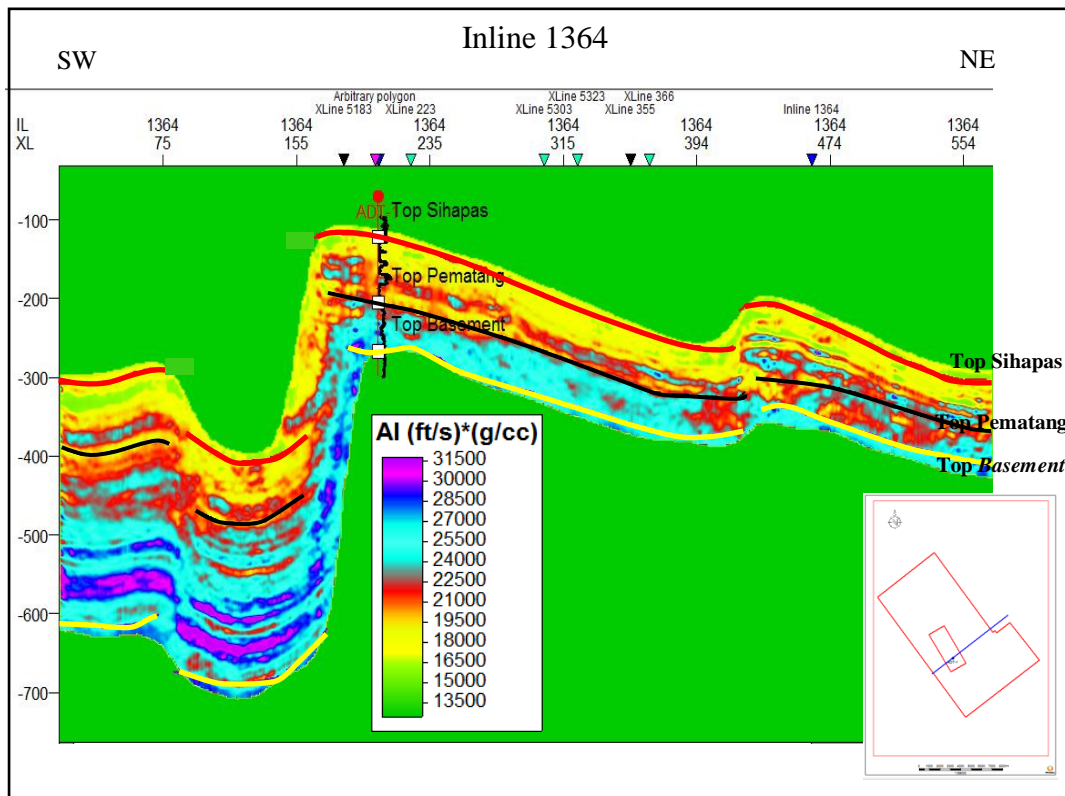 Inline 1364
SW
NE
Arbitrary polygon
XLine 5183 XLine 223
XLine 5323 XLine 366
XLine 5303 XLine 355
Inline 1364
IL 1364 1364 1364 1364 1364 1364 1364
XL 75 155 235 315 394 474 554
-100
-200
-300
-400
-500
-600
-700
ADT-1
Top Sihapas
Top Pematang
Top Basement
Top Sihapas
Top Pematang
Top Basement
AI (ft/s)*(g/cc)
31500
30000
28500
27000
25500
24000
22500
21000
19500
18000
16500
15000
13500